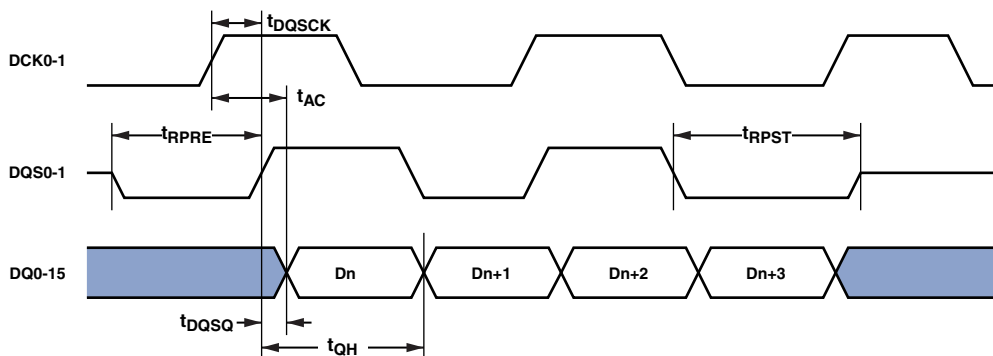 tDQSCK
DCK0-1
tAC
tRPRE
tRPST
DQS0-1
DQ0-15
Dn
Dn+1
Dn+2
Dn+3
tDQSQ
tQH